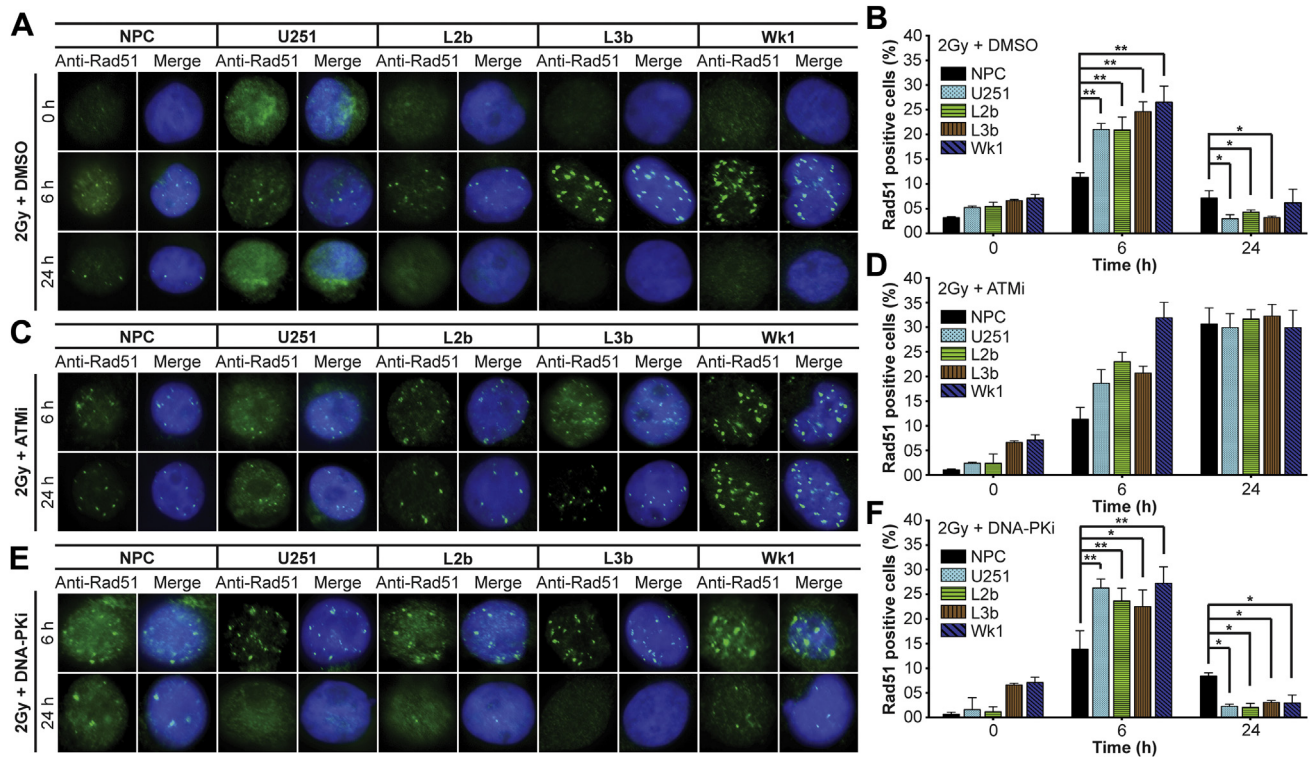 A
NPC U251 L2b L3b Wk1
Anti-Rad51 Merge Anti-Rad51 Merge Anti-Rad51 Merge Anti-Rad51 Merge Anti-Rad51 Merge
2Gy + DMSO
0 h
6 h
24 h
B
2Gy + DMSO
NPC
U251
L2b
L3b
Wk1
** ** ** **
* * *
Rad51 positive cells (%)
40
35
30
25
20
15
10
05
00
0 6 24
Time (h)
C
NPC U251 L2b L3b Wk1
Anti-Rad51 Merge Anti-Rad51 Merge Anti-Rad51 Merge Anti-Rad51 Merge Anti-Rad51 Merge
2Gy + ATMi
6 h
24 h
D
2Gy + ATMi
NPC
U251
L2b
L3b
Wk1
Rad51 positive cells (%)
40
35
30
25
20
15
10
05
00
0 6 24
Time (h)
E
NPC U251 L2b L3b Wk1
Anti-Rad51 Merge Anti-Rad51 Merge Anti-Rad51 Merge Anti-Rad51 Merge Anti-Rad51 Merge
2Gy + DNA-PKi
6 h
24 h
F
2Gy + DNA-PKi
NPC
U251
L2b
L3b
Wk1
** * ** **
* * * *
Rad51 positive cells (%)
40
35
30
25
20
15
10
05
00
0 6 24
Time (h)